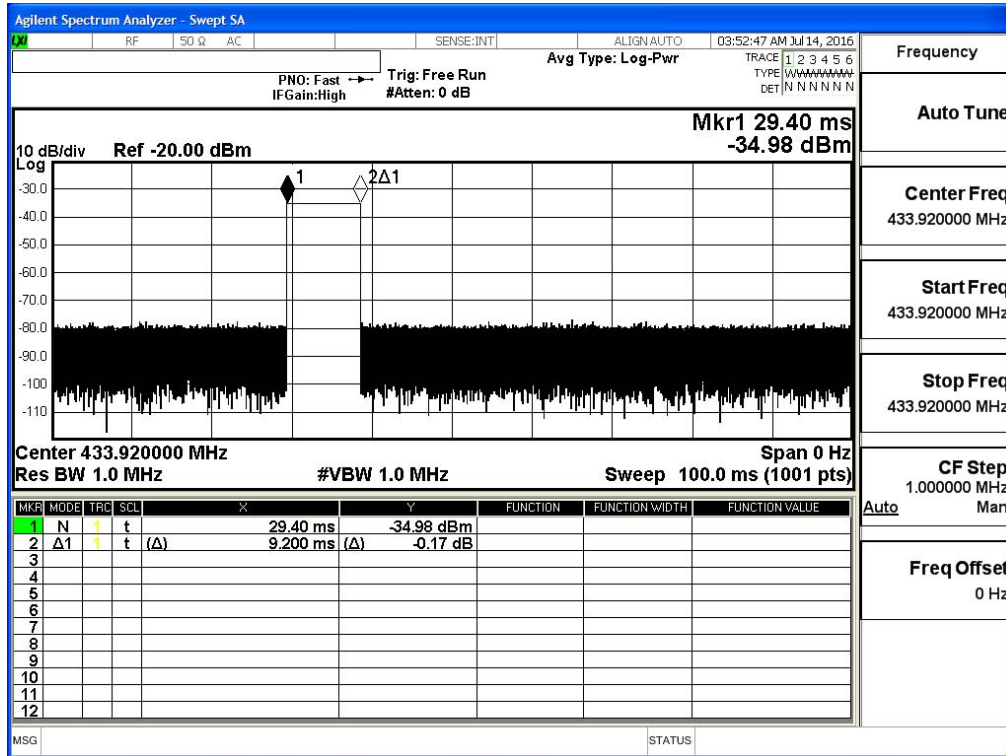 Agilent Spectrum Analyzer - Swept SA
LXI RF 50 Ω AC SENSE:INT ALIGN AUTO 03:52:47 AM Jul 14, 2016
PNO: Fast
IFGain:High
Trig: Free Run
#Atten: 0 dB
Avg Type: Log-Pwr
TRACE 1 2 3 4 5 6
TYPE WWWWWWW
DET N N N N N N
Mkr1 29.40 ms
-34.98 dBm
10 dB/div Ref -20.00 dBm
Log
1 2Δ1
-30.0
-40.0
-50.0
-60.0
-70.0
-80.0
-90.0
-100
-110
Center 433.920000 MHz Span 0 Hz
Res BW 1.0 MHz #VBW 1.0 MHz Sweep 100.0 ms (1001 pts)
MKR MODE TRC SCL X Y FUNCTION FUNCTION WIDTH FUNCTION VALUE
1 N 1 t 29.40 ms -34.98 dBm
2 Δ1 1 t (Δ) 9.200 ms (Δ) -0.17 dB
3
4
5
6
7
8
9
10
11
12
MSG STATUS
Frequency
Auto Tune
Center Freq
433.920000 MHz
Start Freq
433.920000 MHz
Stop Freq
433.920000 MHz
CF Step
1.000000 MHz
Auto Man
Freq Offset
0 Hz